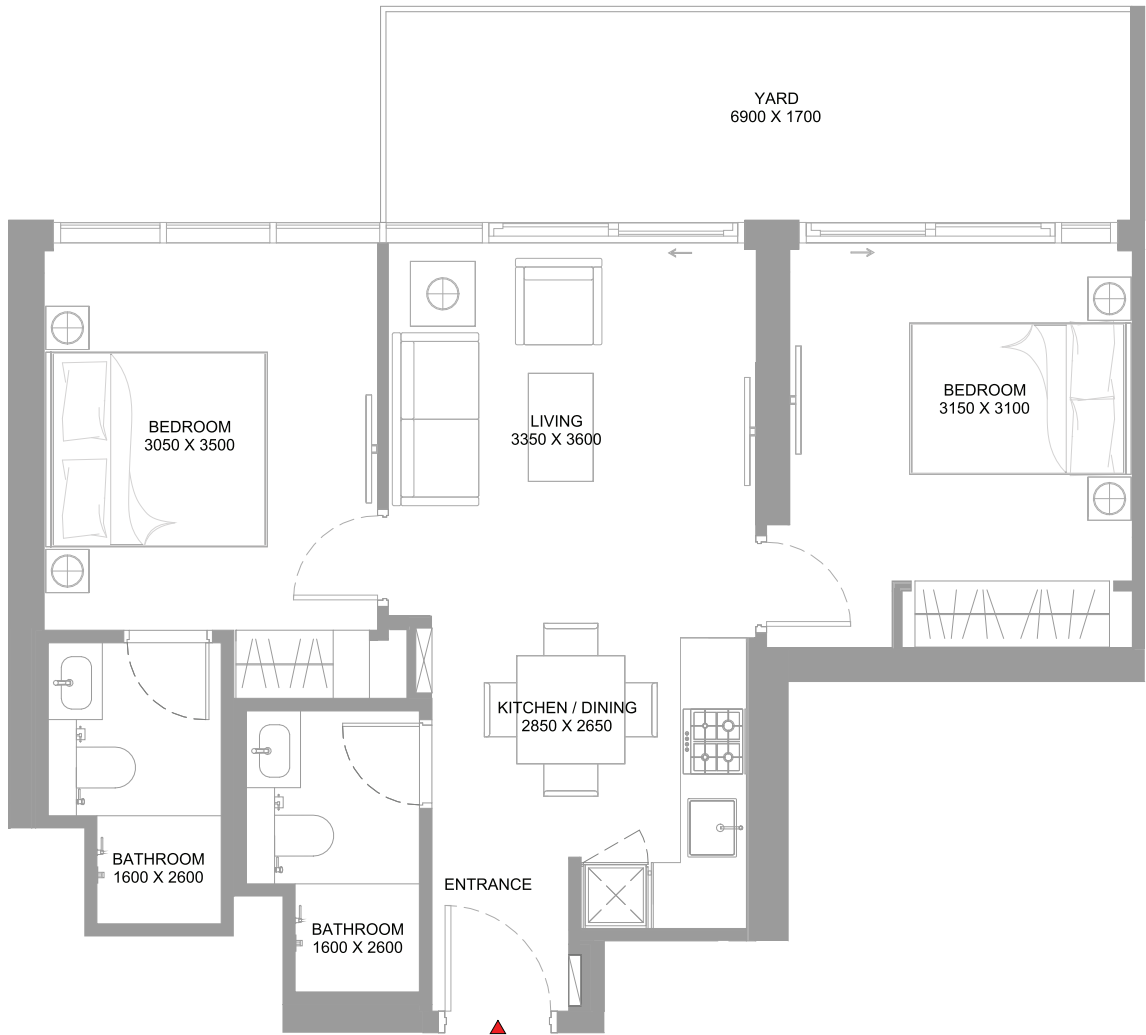 YARD
6900 X 1700
BEDROOM
3050 X 3500
LIVING
3350 X 3600
BEDROOM
3150 X 3100
KITCHEN / DINING
2850 X 2650
BATHROOM
1600 X 2600
ENTRANCE
BATHROOM
1600 X 2600